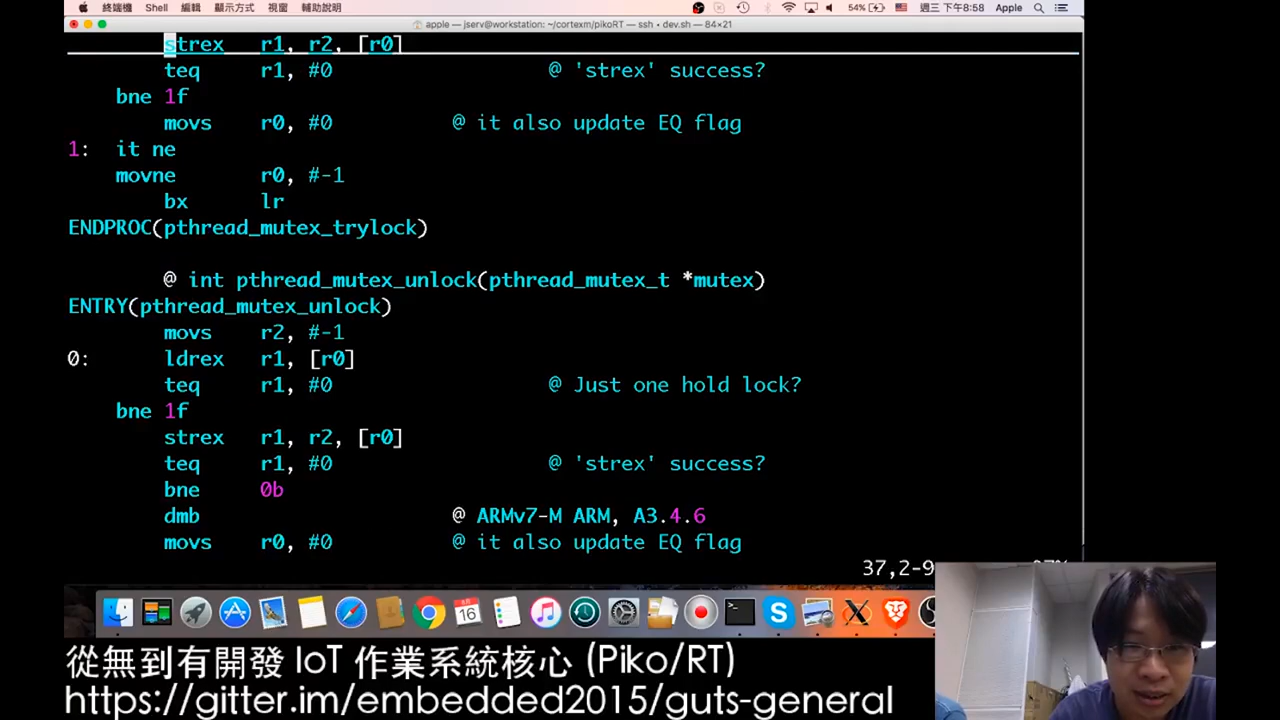 終端機 Shell 編輯 顯示方式 視窗 輔助說明 54% 週三 下午8:58 Apple
apple — jserv@workstation: ~/cortexm/pikoRT — ssh • dev.sh — 84×21
strex r1, r2, [r0]
teq r1, #0 @ 'strex' success?
bne 1f
movs r0, #0 @ it also update EQ flag
1: it ne
movne r0, #-1
bx lr
ENDPROC(pthread_mutex_trylock)
@ int pthread_mutex_unlock(pthread_mutex_t *mutex)
ENTRY(pthread_mutex_unlock)
movs r2, #-1
0: ldrex r1, [r0]
teq r1, #0 @ Just one hold lock?
bne 1f
strex r1, r2, [r0]
teq r1, #0 @ 'strex' success?
bne 0b
dmb @ ARMv7-M ARM, A3.4.6
movs r0, #0 @ it also update EQ flag
37,2-9
16
從無到有開發 IoT 作業系統核心 (Piko/RT)
https://gitter.im/embedded2015/guts-general